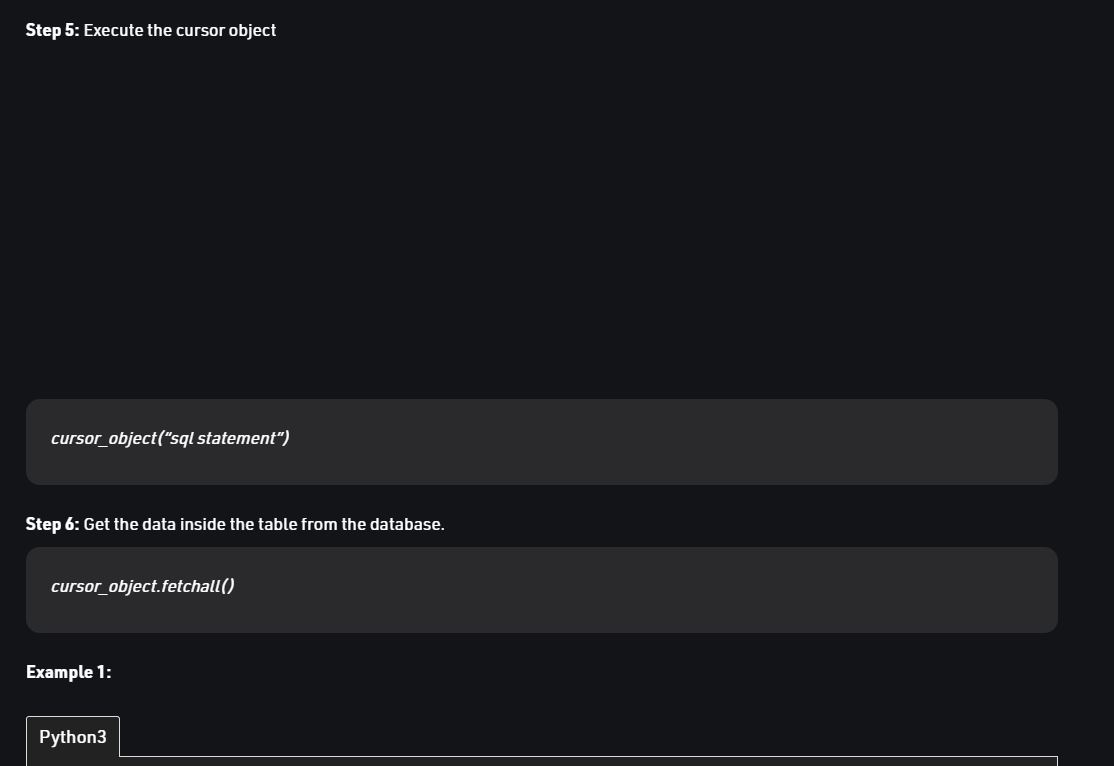 Step 5: Execute the cursor object
cursor_object(“sql statement”)
Step 6: Get the data inside the table from the database.
cursor_object.fetchall()
Example 1:
Python3